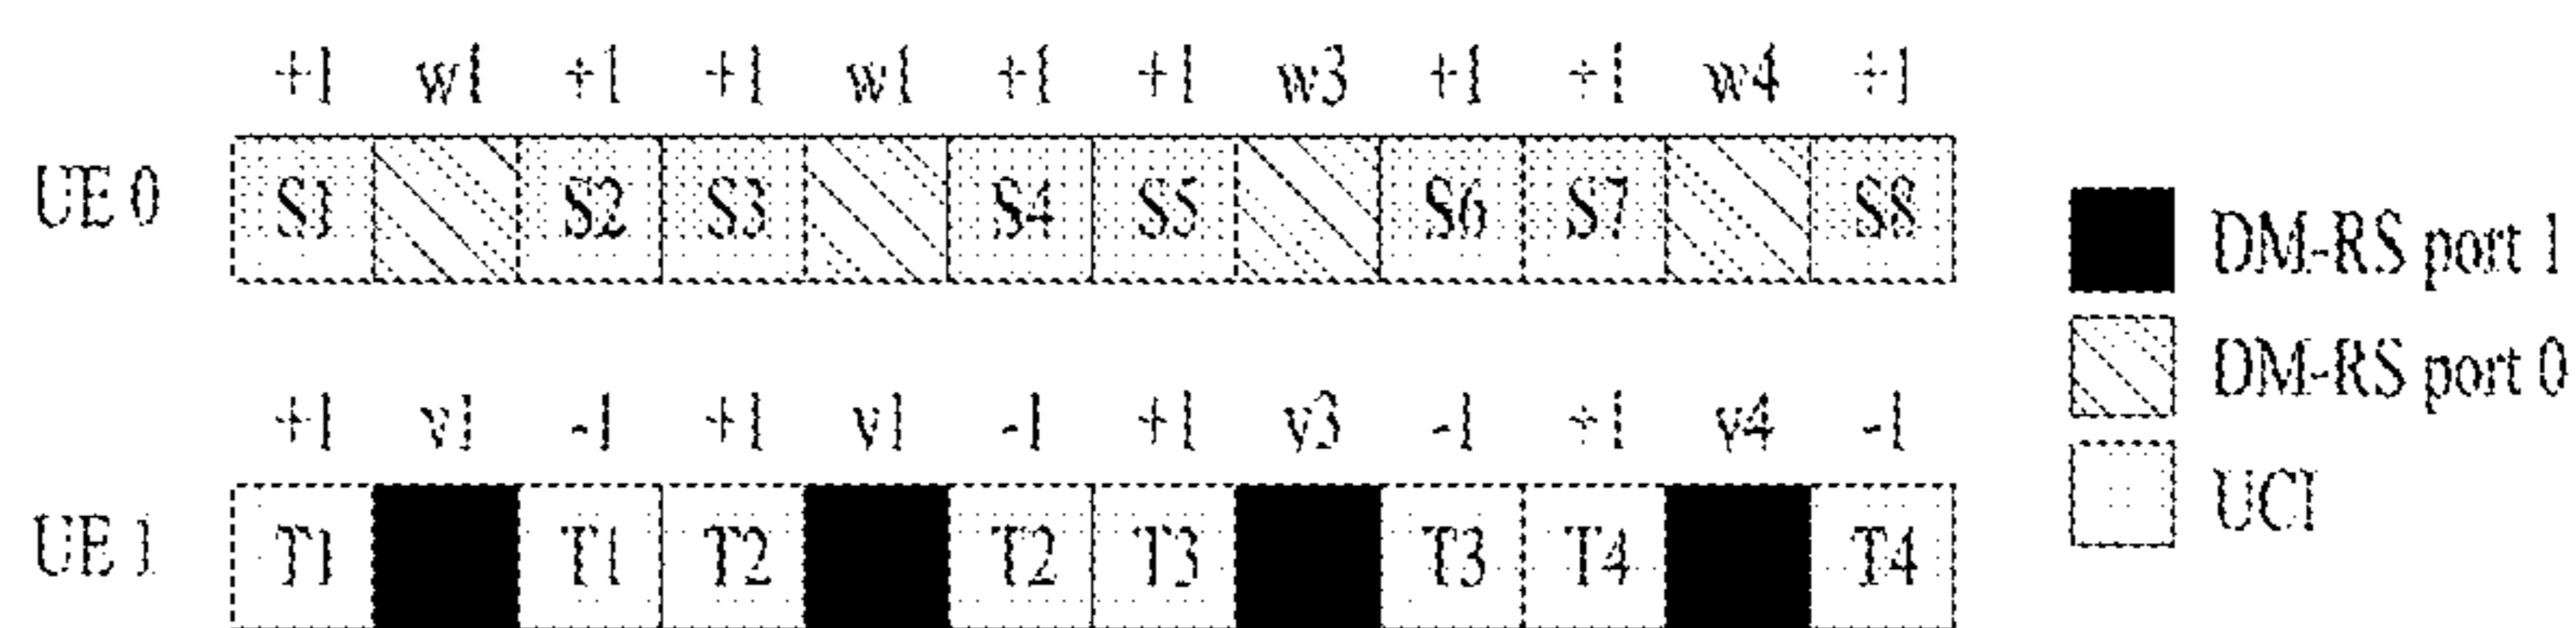 +1 w1 +1 +1 w1 +1 +1 w3 +1 +1 w4 +1
UE 0 S1 S2 S3 S4 S5 S6 S7 S8
+1 v1 -1 +1 v1 -1 +1 v3 -1 +1 v4 -1
UE 1 T1 T1 T2 T2 T3 T3 T4 T4
DM-RS port 1
DM-RS port 0
UCI